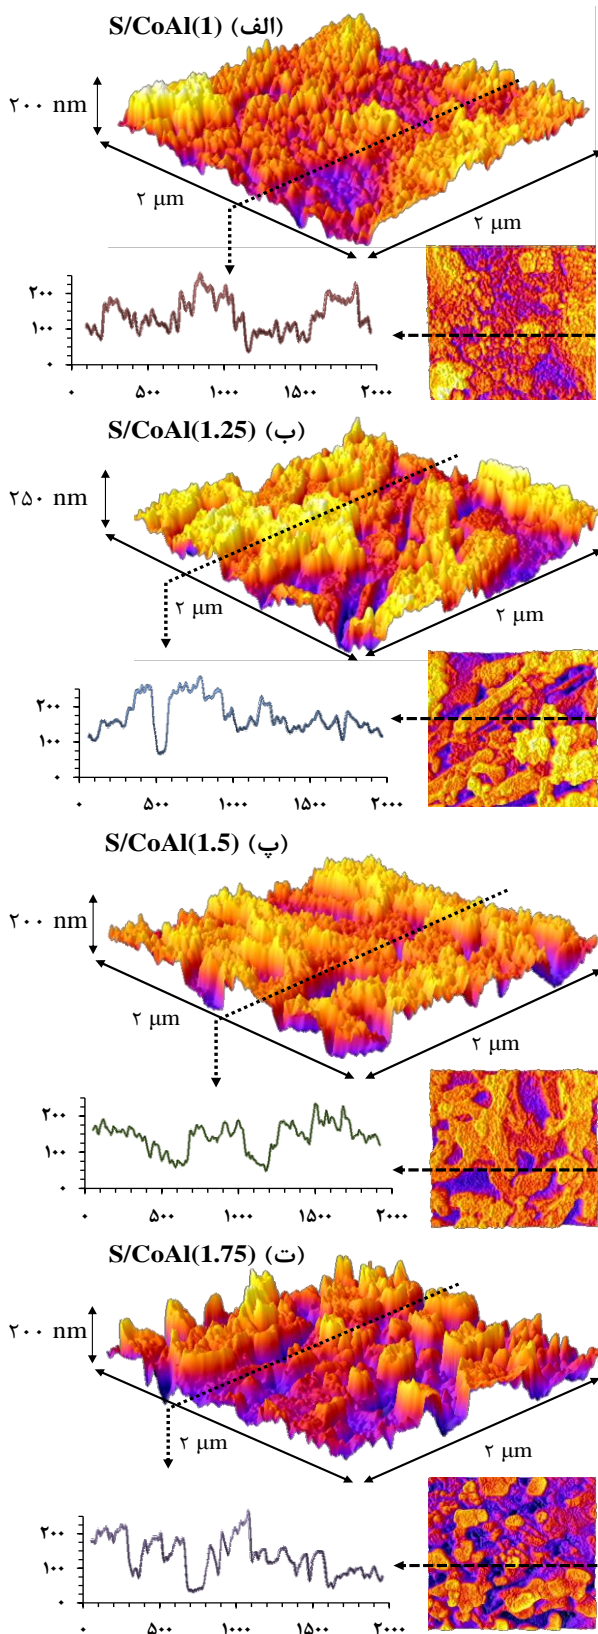 S/CoAl(1) (الف)
۲۰۰ nm
۲ μm
۲ μm
۲۰۰
۱۰۰
۰
۰ ۵۰۰ ۱۰۰۰ ۱۵۰۰ ۲۰۰۰
S/CoAl(1.25) (ب)
۲۵۰ nm
۲ μm
۲ μm
۲۰۰
۱۰۰
۰
۰ ۵۰۰ ۱۰۰۰ ۱۵۰۰ ۲۰۰۰
S/CoAl(1.5) (پ)
۲۰۰ nm
۲ μm
۲ μm
۲۰۰
۱۰۰
۰
۰ ۵۰۰ ۱۰۰۰ ۱۵۰۰ ۲۰۰۰
S/CoAl(1.75) (ت)
۲۰۰ nm
۲ μm
۲ μm
۲۰۰
۱۰۰
۰
۰ ۵۰۰ ۱۰۰۰ ۱۵۰۰ ۲۰۰۰